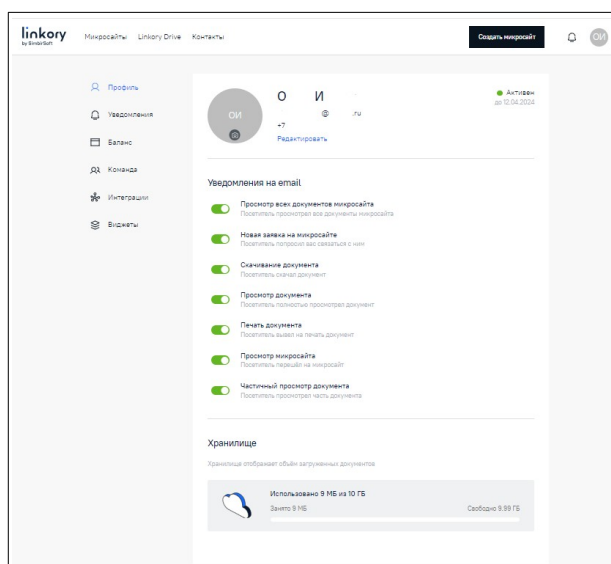 linkory
by BinvirSoft
Микросайты Linkory Drive Контакты
Создать микросайт
ОИ
Профиль
Уведомления
Баланс
Команда
Интеграции
Виджеты
ОИ
О И
@ .ru
+7
Редактировать
Активен
до 12.04.2024
Уведомления на email
Просмотр всех документов микросайта
Посетитель просмотрел все документы микросайта
Новая заявка на микросайте
Посетитель попросил вас связаться с ним
Скачивание документа
Посетитель скачал документ
Просмотр документа
Посетитель полностью просмотрел документ
Печать документа
Посетитель вывел на печать документ
Просмотр микросайта
Посетитель перешёл на микросайт
Частичный просмотр документа
Посетитель просмотрел часть документа
Хранилище
Хранилище отображает объём загруженных документов
Использовано 9 МБ из 10 ГБ
Занято 9 МБ Свободно 9.99 ГБ